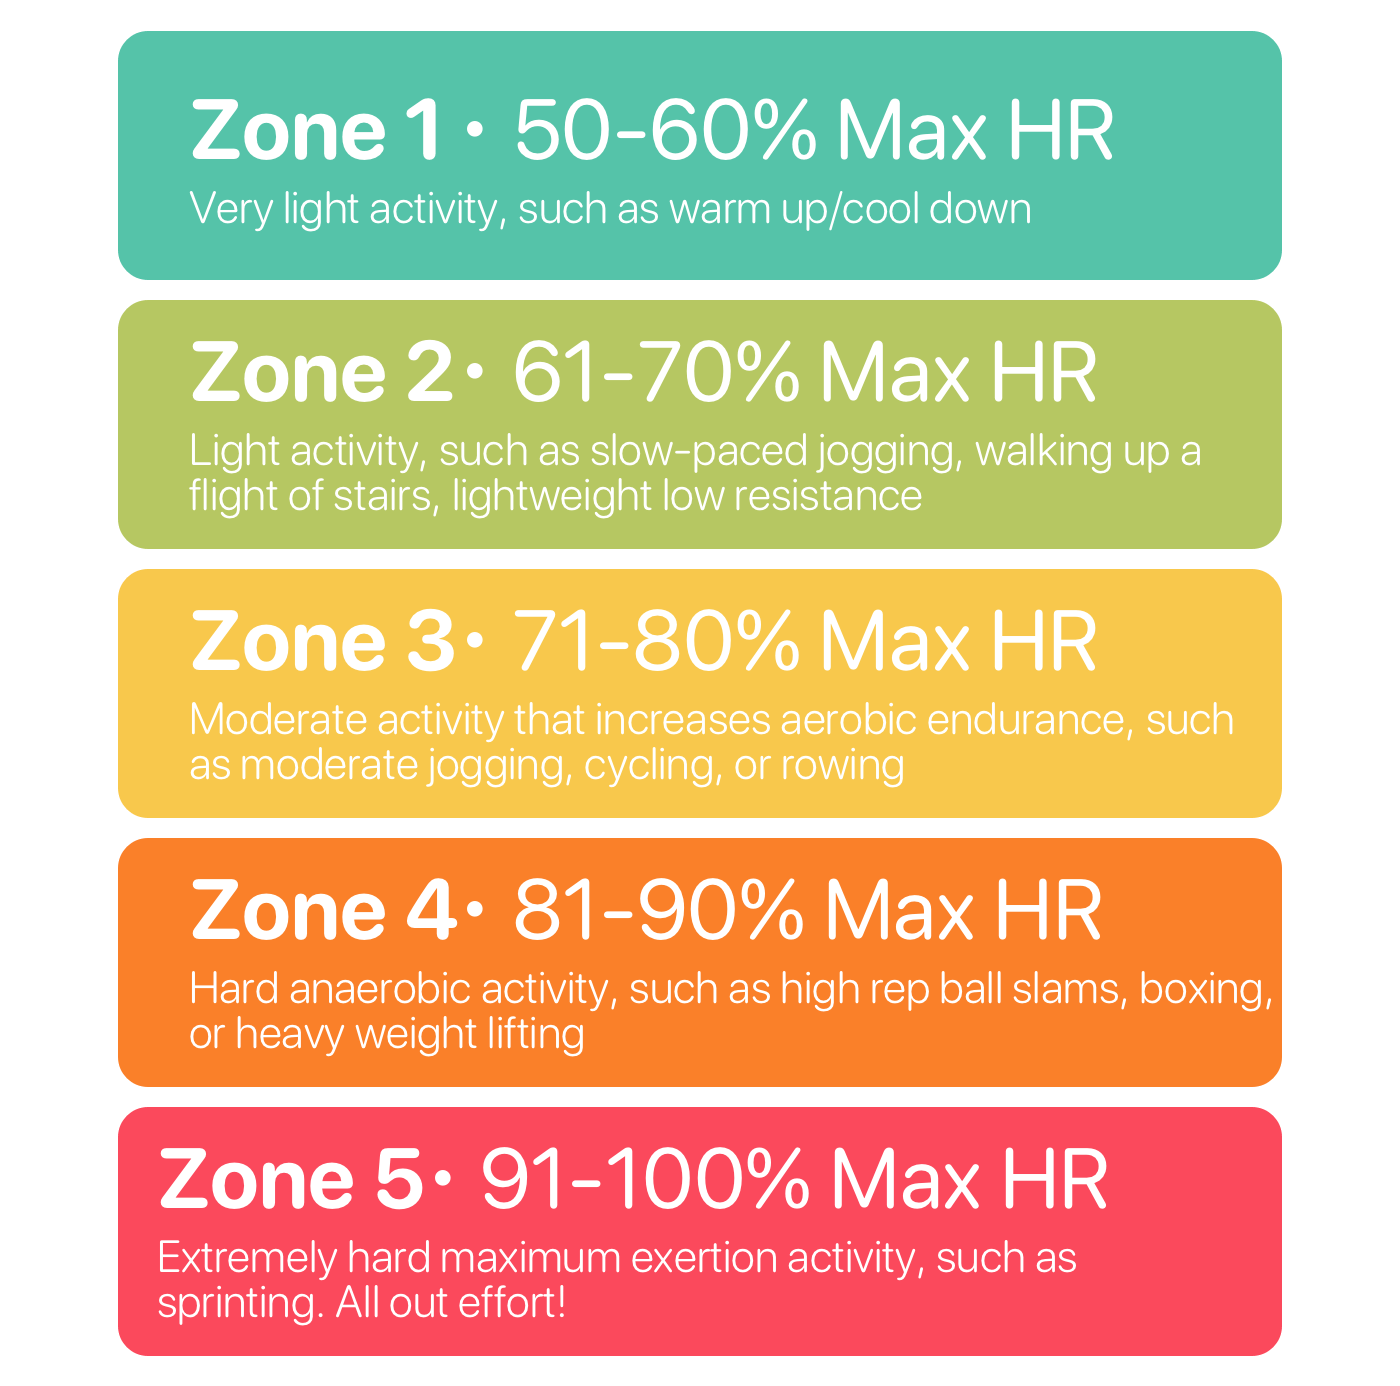 Zone 1 • 50-60% Max HR
Very light activity, such as warm up/cool down
Zone 2 • 61-70% Max HR
Light activity, such as slow-paced jogging, walking up a
flight of stairs, lightweight low resistance
Zone 3 • 71-80% Max HR
Moderate activity that increases aerobic endurance, such
as moderate jogging, cycling, or rowing
Zone 4 • 81-90% Max HR
Hard anaerobic activity, such as high rep ball slams, boxing,
or heavy weight lifting
Zone 5 • 91-100% Max HR
Extremely hard maximum exertion activity, such as
sprinting. All out effort!